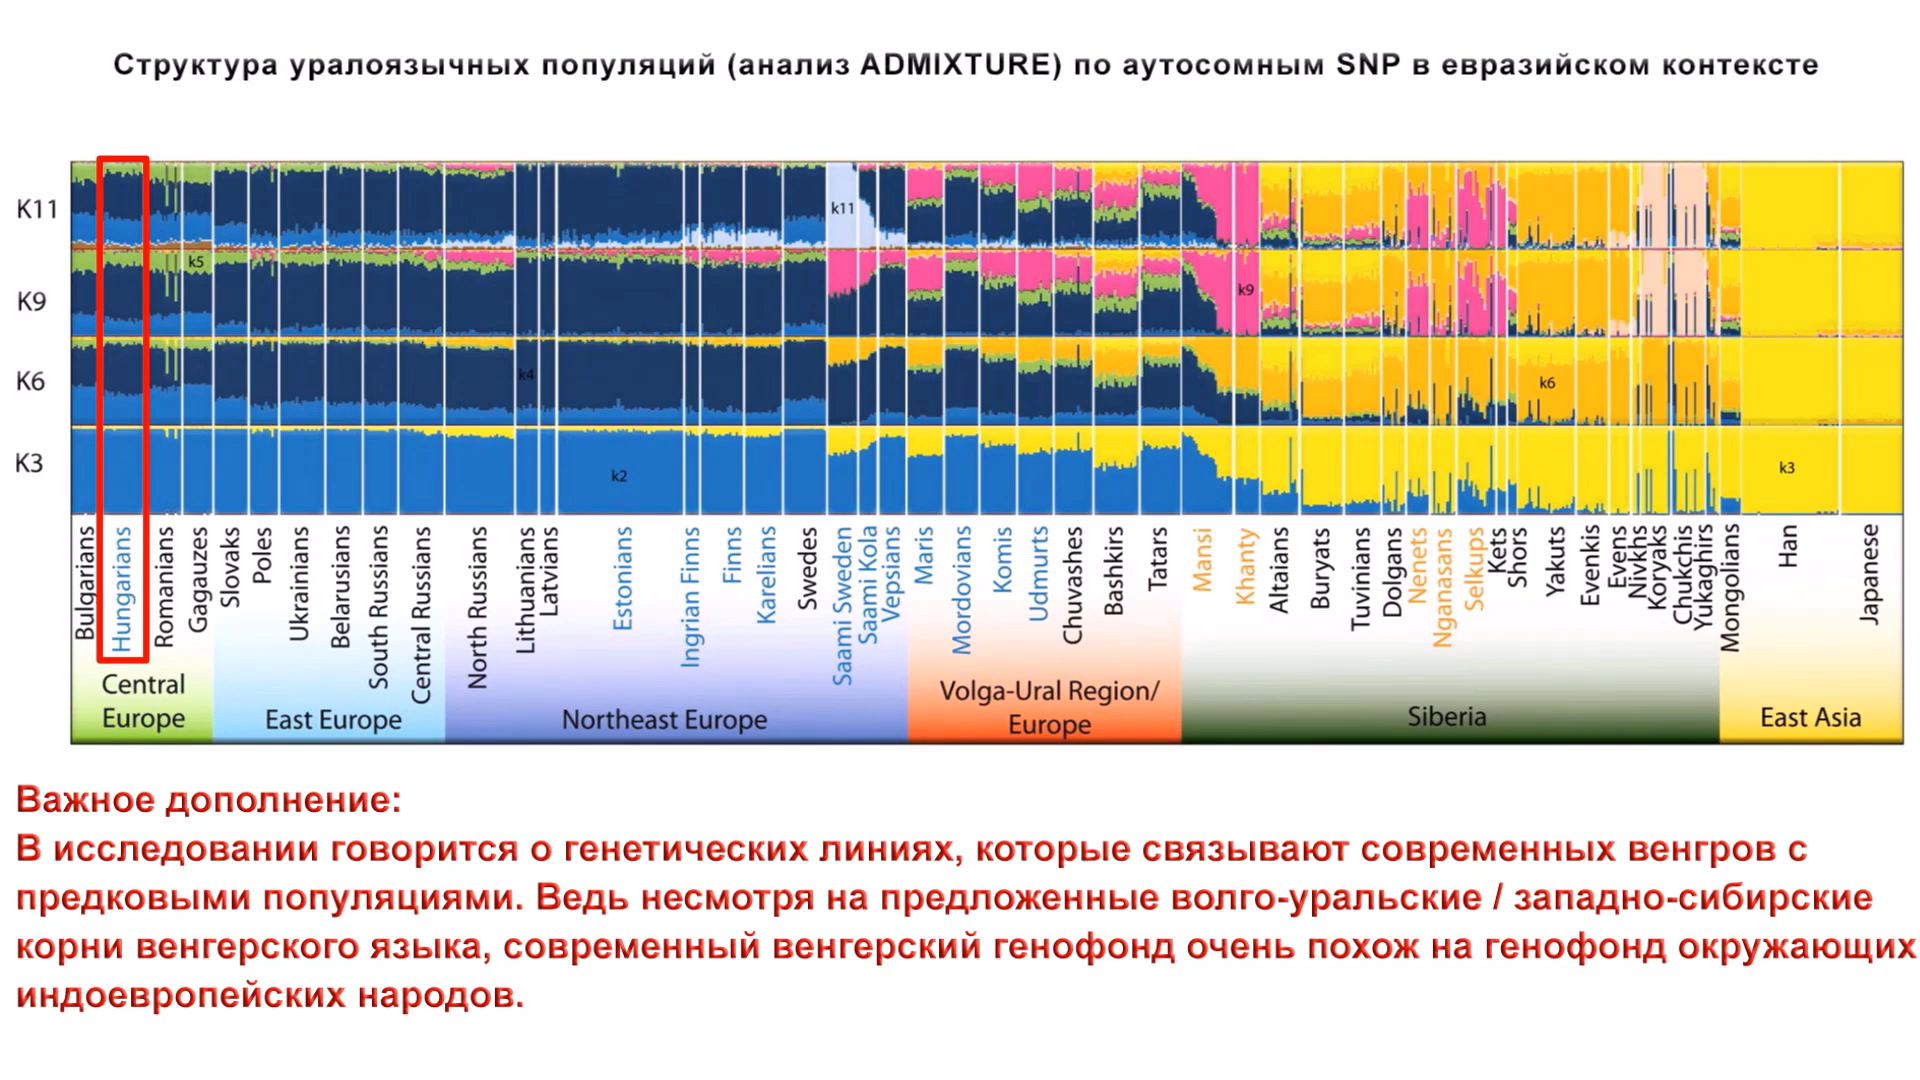 Структура уралоязычных популяций (анализ ADMIXTURE) по аутосомным SNP в евразийском контексте
K11
k11
K9
k5
k9
K6
k4
k6
K3
k2
k3
Bulgarians
Hungarians
Romanians
Gagauzes
Slovaks
Poles
Ukrainians
Belarusians
South Russians
Central Russians
North Russians
Lithuanians
Latvians
Estonians
Ingrian Finns
Finns
Karelians
Swedes
Saami Sweden
Saami Kola
Vepsians
Maris
Mordovians
Komis
Udmurts
Chuvashes
Bashkirs
Tatars
Mansi
Khanty
Altaians
Buryats
Tuvinians
Dolgans
Nenets
Nganasans
Selkups
Kets
Shors
Yakuts
Evenkis
Evens
Nivkhs
Koryaks
Chukchis
Yukaghirs
Mongolians
Han
Japanese
Central
Europe
East Europe
Northeast Europe
Volga-Ural Region/
Europe
Siberia
East Asia
Важное дополнение:
В исследовании говорится о генетических линиях, которые связывают современных венгров с
предковыми популяциями. Ведь несмотря на предложенные волго-уральские / западно-сибирские
корни венгерского языка, современный венгерский генофонд очень похож на генофонд окружающих
индоевропейских народов.